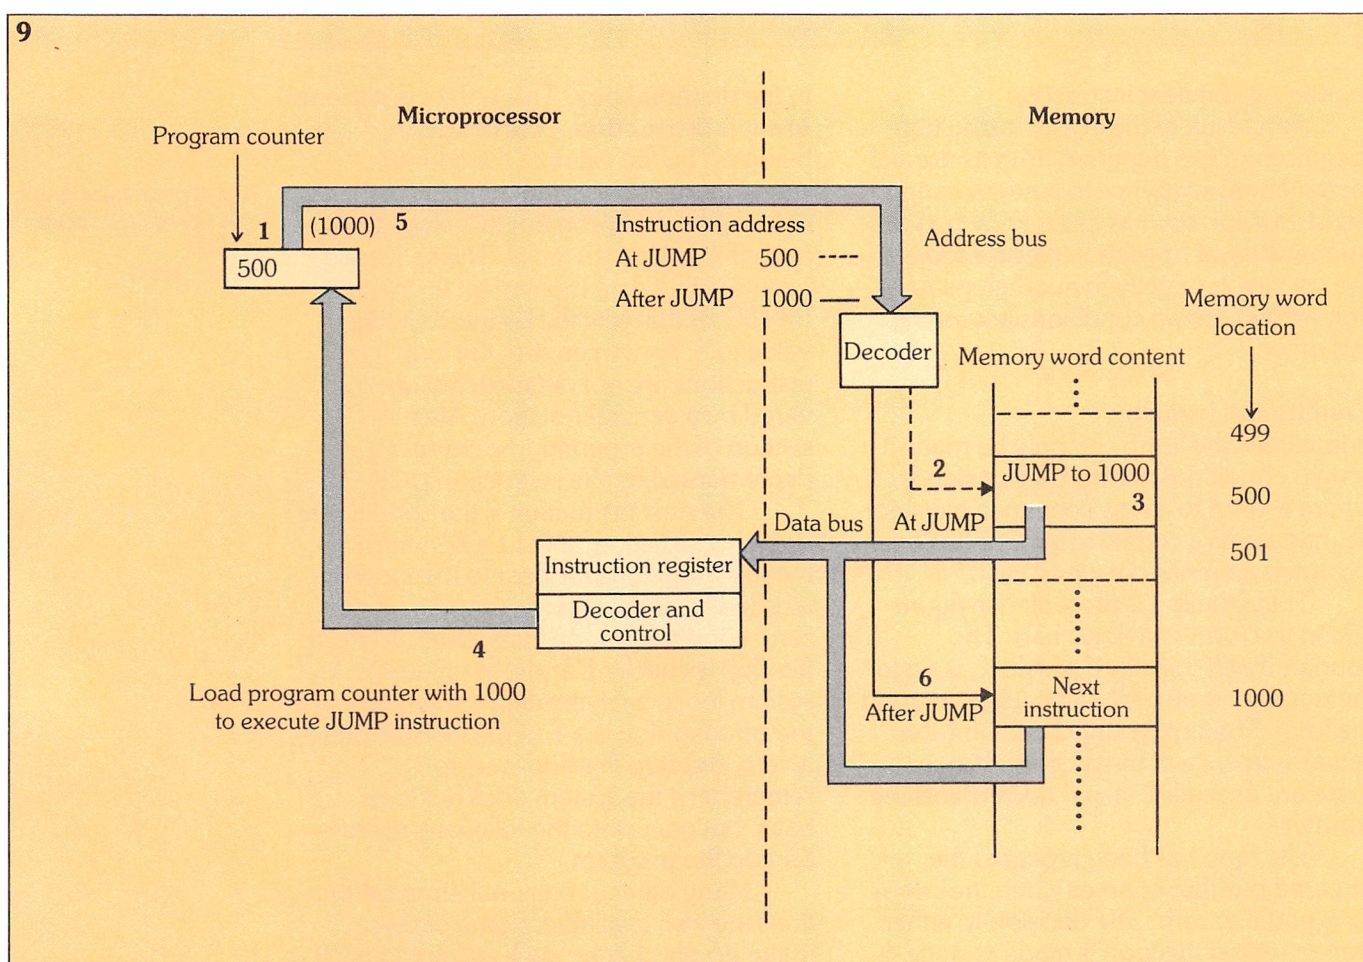 9
Microprocessor
Memory
Program counter
1
(1000)
5
500
Instruction address
At JUMP 500
After JUMP 1000
Address bus
Decoder
Memory word
location
Memory word content
499
2
JUMP to 1000
3
500
Data bus
At JUMP
501
Instruction register
Decoder and
control
4
Load program counter with 1000
to execute JUMP instruction
6
After JUMP
Next
instruction
1000